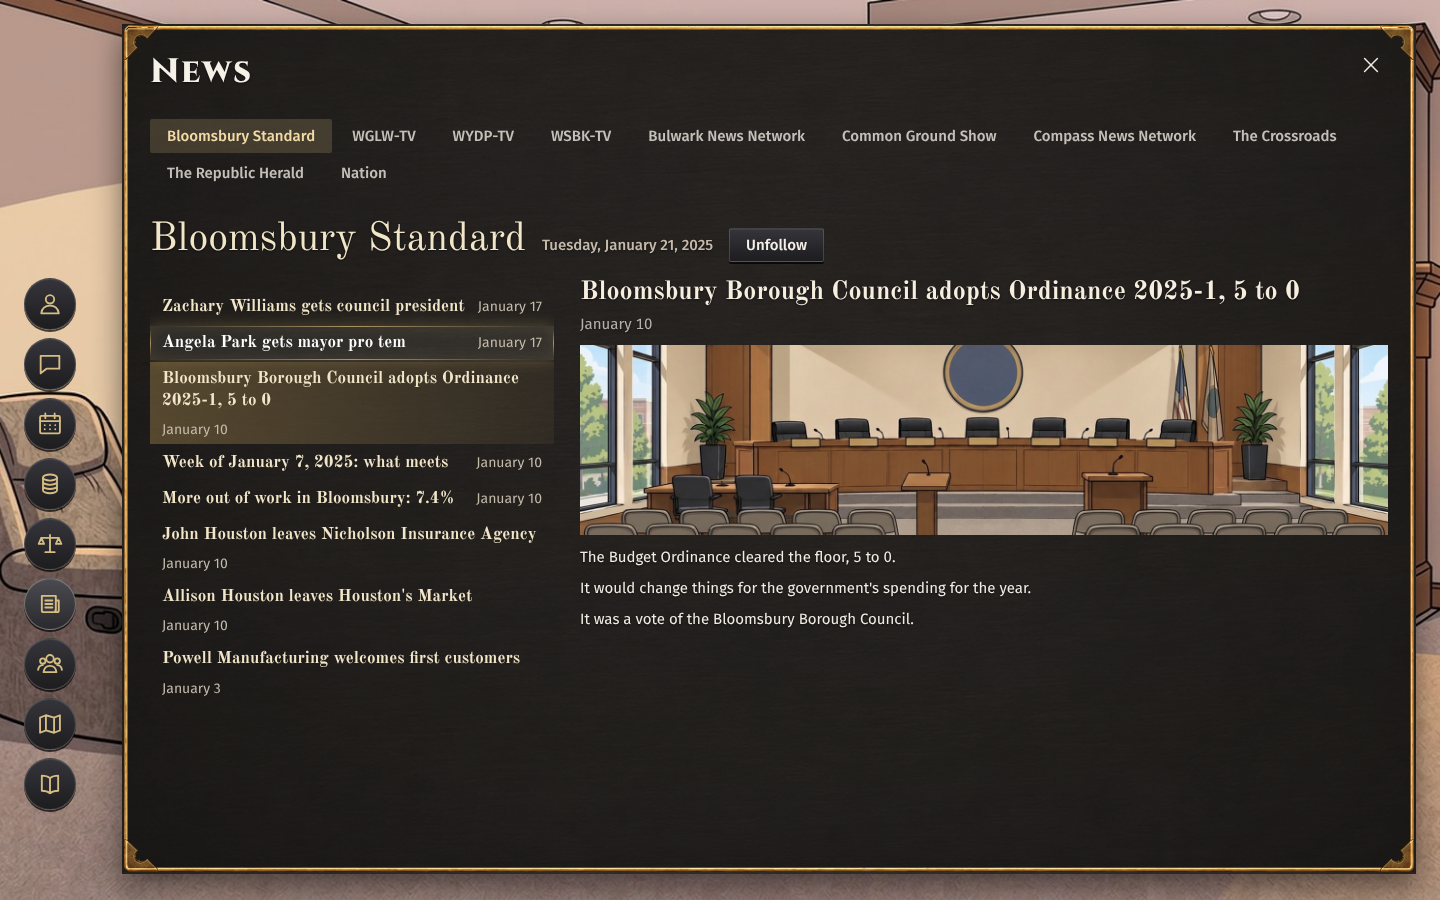 News
Bloomsbury Standard WGLW-TV WYDP-TV WSBK-TV Bulwark News Network Common Ground Show Compass News Network The Crossroads
The Republic Herald Nation
Bloomsbury Standard Tuesday, January 21, 2025 Unfollow
Zachary Williams gets council president January 17
Angela Park gets mayor pro tem January 17
Bloomsbury Borough Council adopts Ordinance
2025-1, 5 to 0
January 10
Week of January 7, 2025: what meets January 10
More out of work in Bloomsbury: 7.4% January 10
John Houston leaves Nicholson Insurance Agency
January 10
Allison Houston leaves Houston's Market
January 10
Powell Manufacturing welcomes first customers
January 3
Bloomsbury Borough Council adopts Ordinance 2025-1, 5 to 0
January 10
The Budget Ordinance cleared the floor, 5 to 0.
It would change things for the government's spending for the year.
It was a vote of the Bloomsbury Borough Council.